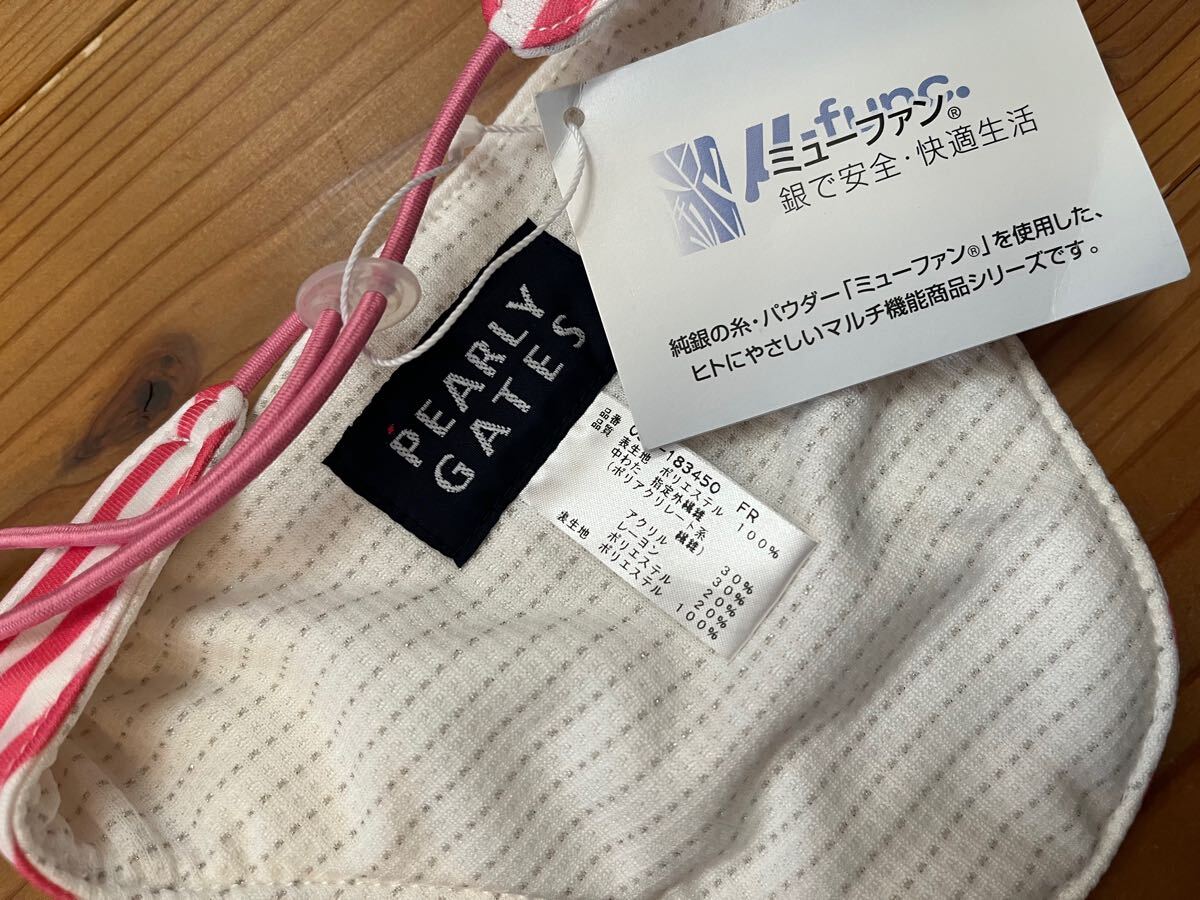 μ-func.
ミューファン®
銀で安全・快適生活
純銀の糸・パウダー「ミューファン®」を使用した、
ヒトにやさしいマルチ機能商品シリーズです。
PEARLY
GATES
品番 -183450 FR
品質 表生地 ポリエステル 100%
中わた 指定外繊維
(ポリアクリレート系繊維) 30%
アクリル 30%
レーヨン 20%
ポリエステル 20%
表生地 ポリエステル 100%